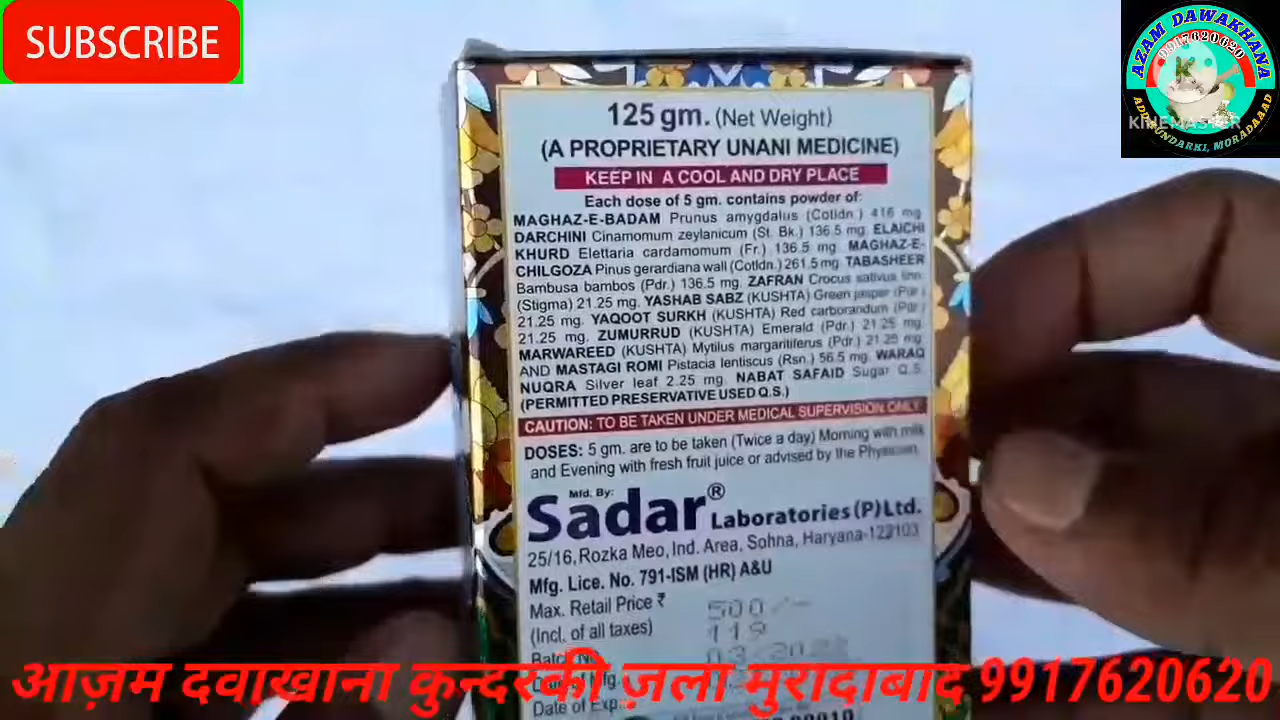 SUBSCRIBE
AZAM DAWAKHANA
9917620620
KINEMASTER
125 gm. (Net Weight)
(A PROPRIETARY UNANI MEDICINE)
KEEP IN A COOL AND DRY PLACE
Each dose of 5 gm. contains powder of:
MAGHAZ-E-BADAM Prunus amygdalus (Cotldn.) 416 mg
DARCHINI Cinamomum zeylanicum (St. Bk.) 136.5 mg. ELAICHI
KHURD Elettaria cardamomum (Fr.) 136.5 mg. MAGHAZ-E-
CHILGOZA Pinus gerardiana wall (Cotldn.) 261.5 mg. TABASHEER
Bambusa bambos (Pdr.) 136.5 mg. ZAFRAN Crocus sativus linn.
(Stigma) 21.25 mg. YASHAB SABZ (KUSHTA) Green jasper (Pdr.)
21.25 mg. YAQOOT SURKH (KUSHTA) Red carborandum (Pdr.)
21.25 mg. ZUMURRUD (KUSHTA) Emerald (Pdr.) 21.25 mg.
MARWAREED (KUSHTA) Mytilus margaritiferus (Pdr.) 21.25 mg
AND MASTAGI ROMI Pistacia lentiscus (Rsn.) 56.5 mg. WARAQ
NUQRA Silver leaf 2.25 mg. NABAT SAFAID Sugar Q.S.
(PERMITTED PRESERVATIVE USED Q.S.)
CAUTION: TO BE TAKEN UNDER MEDICAL SUPERVISION ONLY
DOSES: 5 gm. are to be taken (Twice a day) Morning with milk
and Evening with fresh fruit juice or advised by the Physician.
Mfd. By:
Sadar® Laboratories (P) Ltd.
25/16, Rozka Meo, Ind. Area, Sohna, Haryana-122103
Mfg. Lice. No. 791-ISM (HR) A&U
Max. Retail Price ₹ 500/-
(Incl. of all taxes) 119
Batch 03/2022
आज़म दवाख़ाना कुन्दरकी ज़ला मुरादाबाद 9917620620
Date of Exp.: